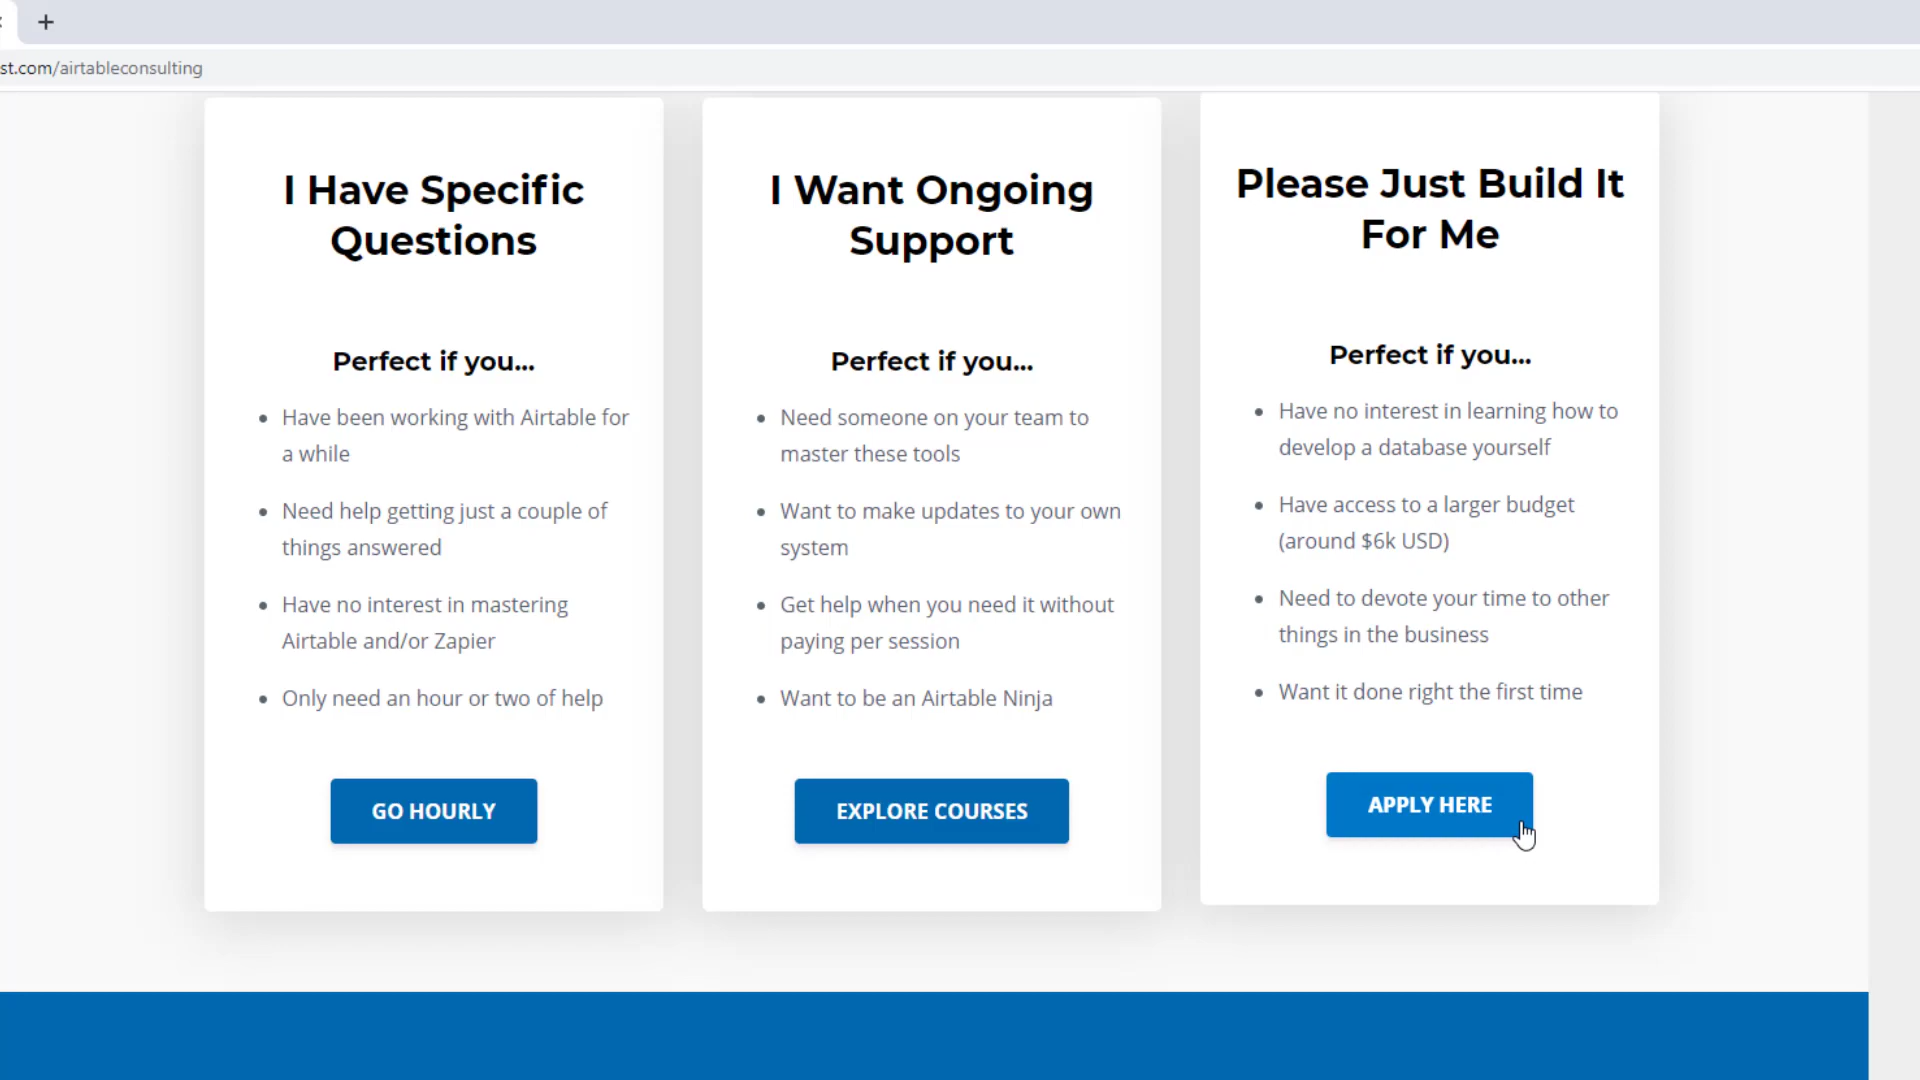 st.com/airtableconsulting
I Have Specific
Questions
Perfect if you...
Have been working with Airtable for
a while
Need help getting just a couple of
things answered
Have no interest in mastering
Airtable and/or Zapier
Only need an hour or two of help
GO HOURLY
I Want Ongoing
Support
Perfect if you...
Need someone on your team to
master these tools
Want to make updates to your own
system
Get help when you need it without
paying per session
Want to be an Airtable Ninja
EXPLORE COURSES
Please Just Build It
For Me
Perfect if you...
Have no interest in learning how to
develop a database yourself
Have access to a larger budget
(around $6k USD)
Need to devote your time to other
things in the business
Want it done right the first time
APPLY HERE